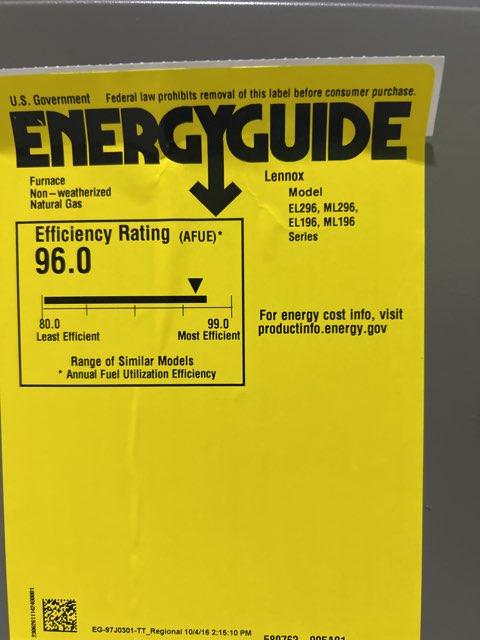 U.S. Government Federal law prohibits removal of this label before consumer purchase.
ENERGYGUIDE
Furnace
Non-weatherized
Natural Gas
Lennox
Model
EL296, ML296,
EL196, ML196
Series
Efficiency Rating (AFUE)*
96.0
80.0 99.0
Least Efficient Most Efficient
Range of Similar Models
* Annual Fuel Utilization Efficiency
For energy cost info, visit
productinfo.energy.gov
EG-97J0301-TT_Regional 10/4/16 2:15:10 PM